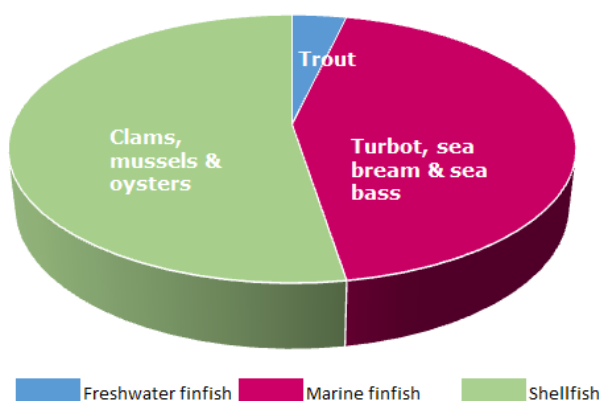 Trout
Clams,
mussels &
oysters
Turbot, sea
bream & sea
bass
Freshwater finfish
Marine finfish
Shellfish